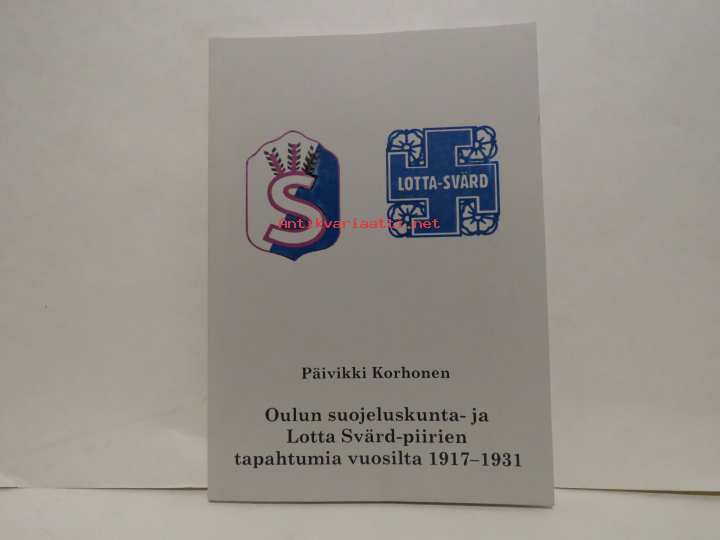 S
LOTTA-SVÄRD
Antikvariaatti.net
Päivikki Korhonen
Oulun suojeluskunta- ja
Lotta Svärd-piirien
tapahtumia vuosilta 1917–1931